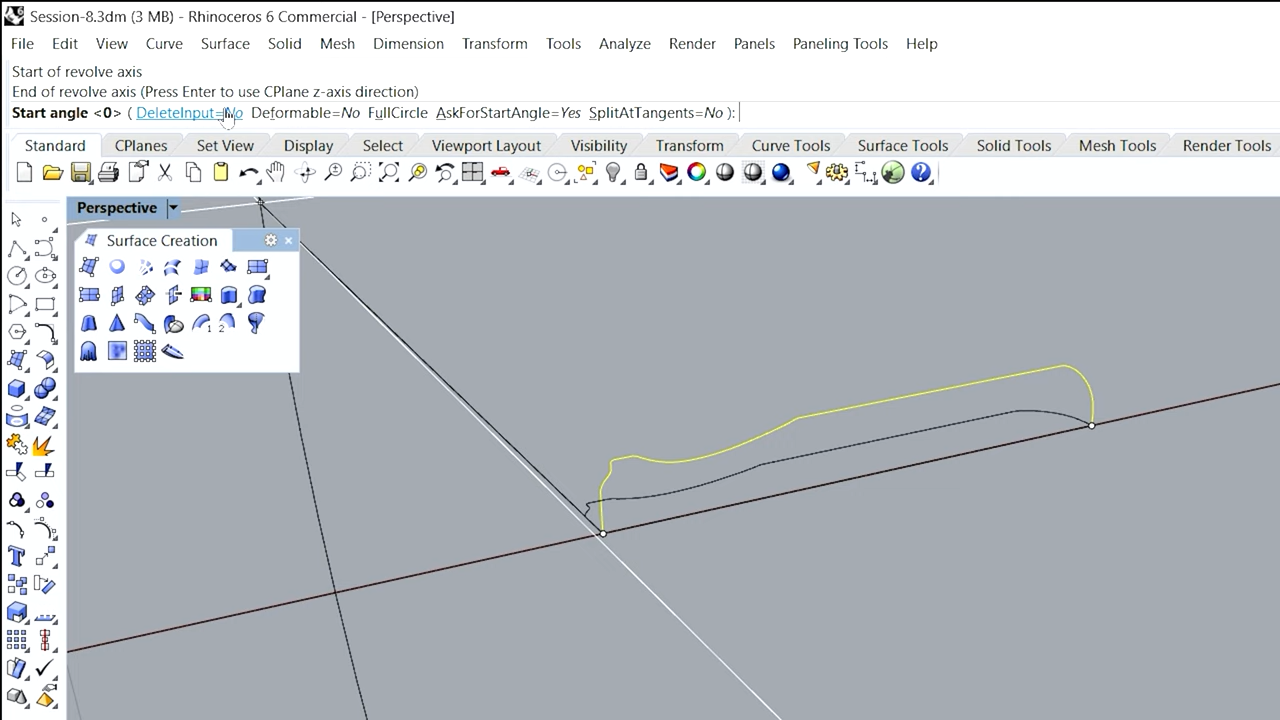 Session-8.3dm (3 MB) - Rhinoceros 6 Commercial - [Perspective]
File Edit View Curve Surface Solid Mesh Dimension Transform Tools Analyze Render Panels Paneling Tools Help
Start of revolve axis
End of revolve axis (Press Enter to use CPlane z-axis direction)
Start angle <0> ( DeleteInput=No Deformable=No FullCircle AskForStartAngle=Yes SplitAtTangents=No ):
Standard CPlanes Set View Display Select Viewport Layout Visibility Transform Curve Tools Surface Tools Solid Tools Mesh Tools Render Tools
Perspective
Surface Creation
1 2